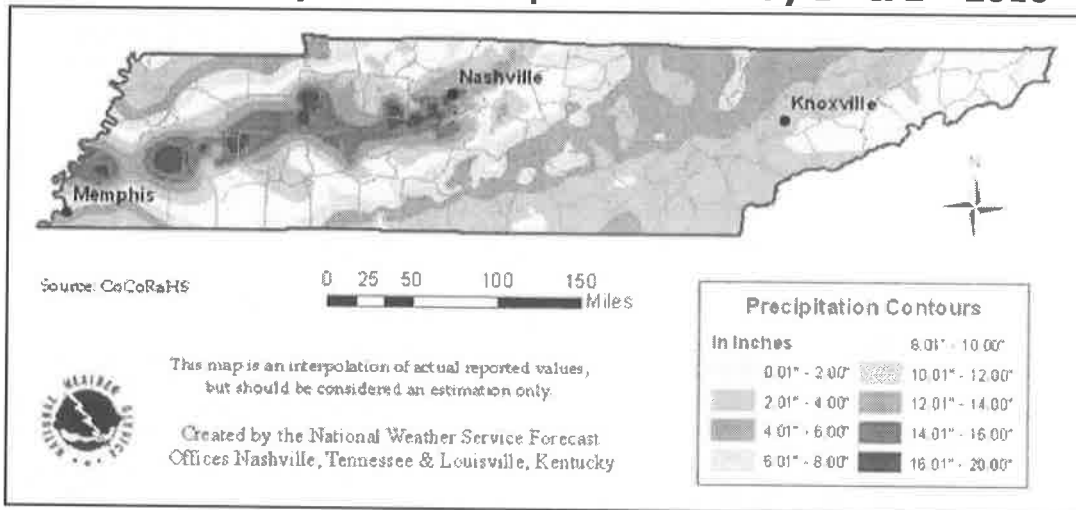 Nashville
Knoxville
Memphis
N
Source: CoCoRaHS
0 25 50 100 150
Miles
This map is an interpolation of actual reported values,
but should be considered an estimation only.
Created by the National Weather Service Forecast
Offices Nashville, Tennessee & Louisville, Kentucky
NATIONAL WEATHER SERVICE
Precipitation Contours
In Inches
0.01" - 2.00"
2.01" - 4.00"
4.01" - 6.00"
6.01" - 8.00"
8.01" - 10.00"
10.01" - 12.00"
12.01" - 14.00"
14.01" - 16.00"
16.01" - 20.00"